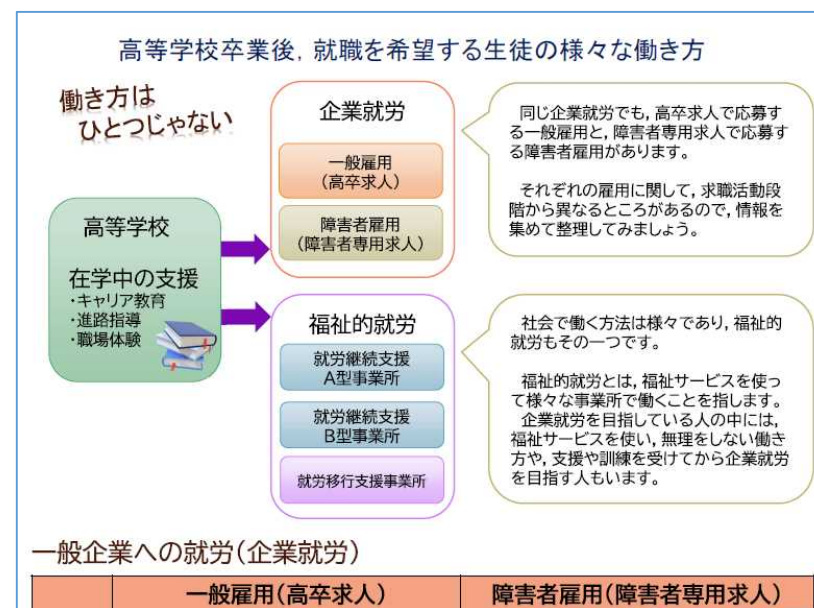 高等学校卒業後，就職を希望する生徒の様々な働き方
働き方は
ひとつじゃない
高等学校
在学中の支援
・キャリア教育
・進路指導
・職場体験
企業就労
一般雇用
（高卒求人）
障害者雇用
（障害者専用求人）
同じ企業就労でも，高卒求人で応募す
る一般雇用と，障害者専用求人で応募す
る障害者雇用があります。
それぞれの雇用に関して，求職活動段
階から異なるところがあるので，情報を
集めて整理してみましょう。
福祉的就労
就労継続支援
A型事業所
就労継続支援
B型事業所
就労移行支援事業所
社会で働く方法は様々であり，福祉的
就労もその一つです。
福祉的就労とは，福祉サービスを使っ
て様々な事業所で働くことを指します。
企業就労を目指している人の中には，
福祉サービスを使い，無理をしない働き
方や，支援や訓練を受けてから企業就労
を目指す人もいます。
一般企業への就労（企業就労）
一般雇用（高卒求人）
障害者雇用（障害者専用求人）